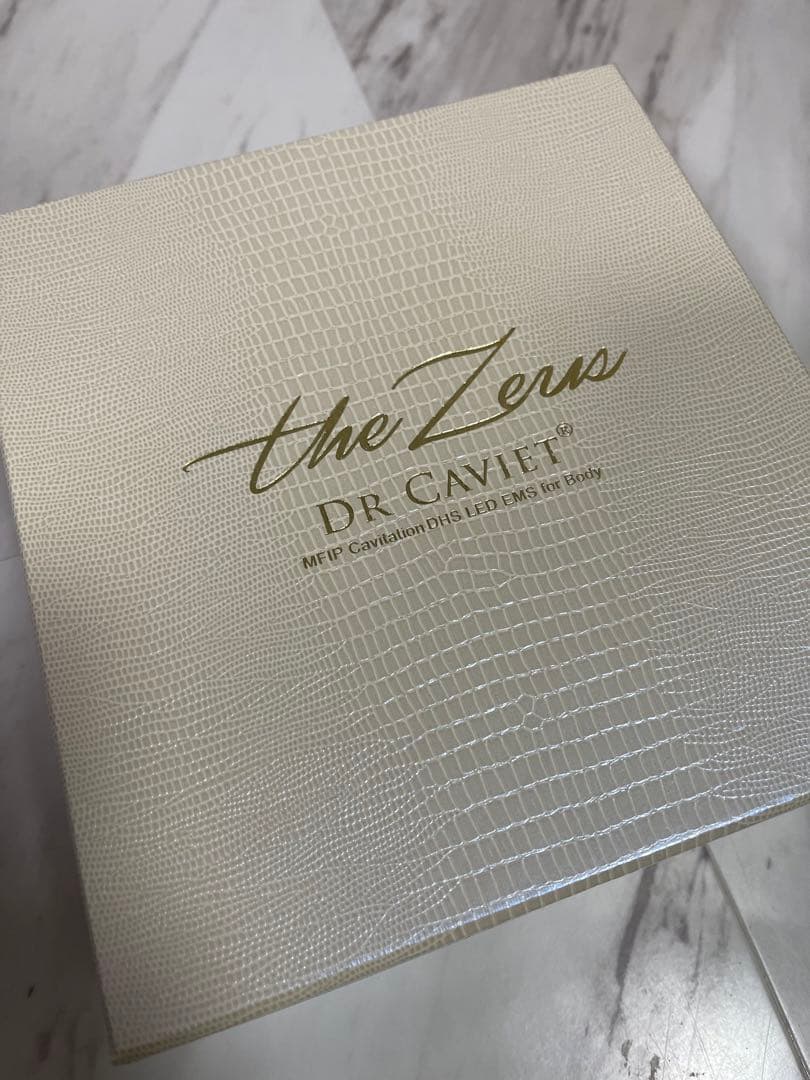 the Zeus
DR CAVIET®
MFIP Cavitation DHS LED EMS for Body